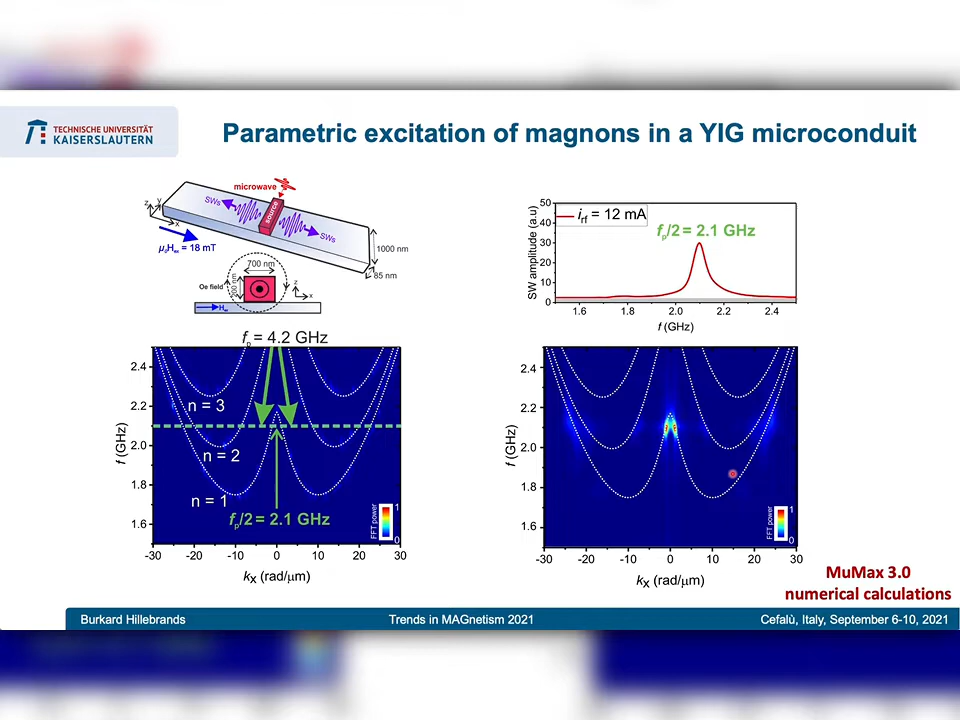 TECHNISCHE UNIVERSITÄT
KAISERSLAUTERN
Parametric excitation of magnons in a YIG microconduit
microwave
SWs
source
SWs
z
y
x
μ₀Hₑₓ = 18 mT
1000 nm
85 nm
700 nm
Oe field
z
x
fₚ = 4.2 GHz
2.4
2.2
2.0
1.8
1.6
f (GHz)
n = 3
n = 2
n = 1
fₚ/2 = 2.1 GHz
FFT power
1
0
-30 -20 -10 0 10 20 30
kₓ (rad/μm)
50
40
30
20
10
0
SW amplitude (a.u)
i_rf = 12 mA
fₚ/2 = 2.1 GHz
1.6 1.8 2.0 2.2 2.4
f (GHz)
2.4
2.2
2.0
1.8
1.6
f (GHz)
FFT power
1
0
-30 -20 -10 0 10 20 30
kₓ (rad/μm)
MuMax 3.0
numerical calculations
Burkard Hillebrands Trends in MAGnetism 2021 Cefalù, Italy, September 6-10, 2021